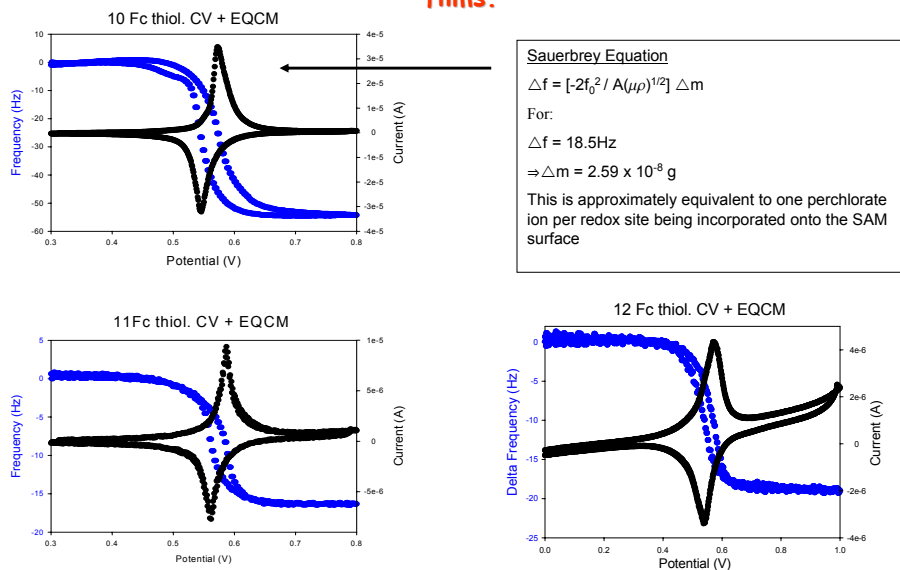 films.
10 Fc thiol. CV + EQCM
10
0
-10
-20
-30
-40
-50
-60
Frequency (Hz)
4e-5
3e-5
2e-5
1e-5
0
-1e-5
-2e-5
-3e-5
-4e-5
Current (A)
0.3 0.4 0.5 0.6 0.7 0.8
Potential (V)
Sauerbrey Equation
△f = [-2f₀² / A(μρ)^1/2] △m
For:
△f = 18.5Hz
⇒△m = 2.59 x 10⁻⁸ g
This is approximately equivalent to one perchlorate
ion per redox site being incorporated onto the SAM
surface
11Fc thiol. CV + EQCM
5
0
-5
-10
-15
-20
Frequency (Hz)
1e-5
5e-6
0
-5e-6
Current (A)
0.3 0.4 0.5 0.6 0.7 0.8
Potential (V)
12 Fc thiol. CV + EQCM
0
-5
-10
-15
-20
-25
Delta Frequency (Hz)
4e-6
2e-6
0
-2e-6
-4e-6
Current (A)
0.0 0.2 0.4 0.6 0.8 1.0
Potential (V)